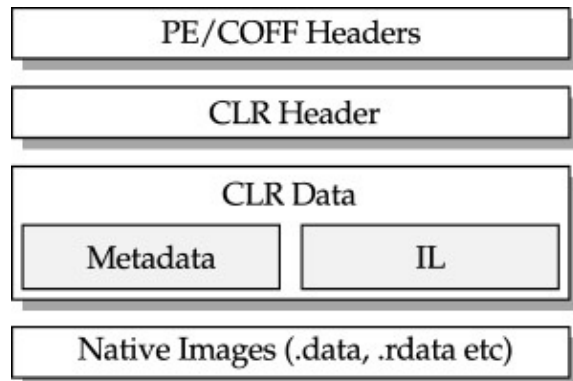 PE/COFF Headers
CLR Header
CLR Data
Metadata IL
Native Images (.data, .rdata etc)